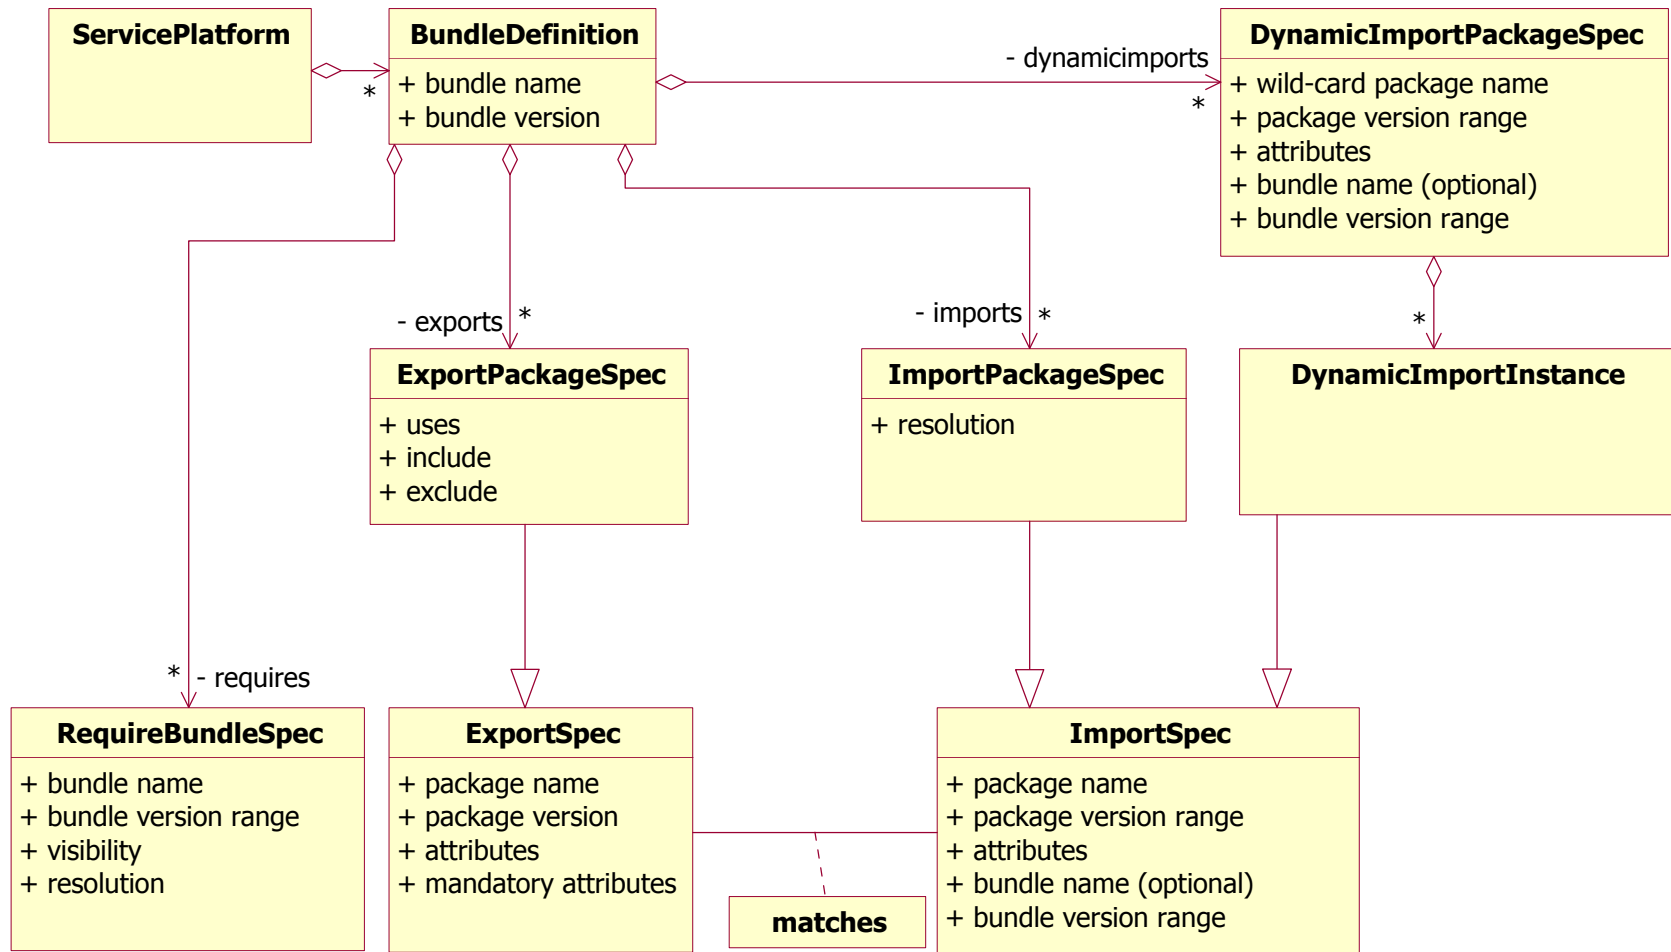 ServicePlatform
BundleDefinition
+ bundle name
+ bundle version
*
- dynamicimports
*
DynamicImportPackageSpec
+ wild-card package name
+ package version range
+ attributes
+ bundle name (optional)
+ bundle version range
- exports
*
- imports
*
*
ExportPackageSpec
+ uses
+ include
+ exclude
ImportPackageSpec
+ resolution
DynamicImportInstance
*
- requires
RequireBundleSpec
+ bundle name
+ bundle version range
+ visibility
+ resolution
ExportSpec
+ package name
+ package version
+ attributes
+ mandatory attributes
matches
ImportSpec
+ package name
+ package version range
+ attributes
+ bundle name (optional)
+ bundle version range